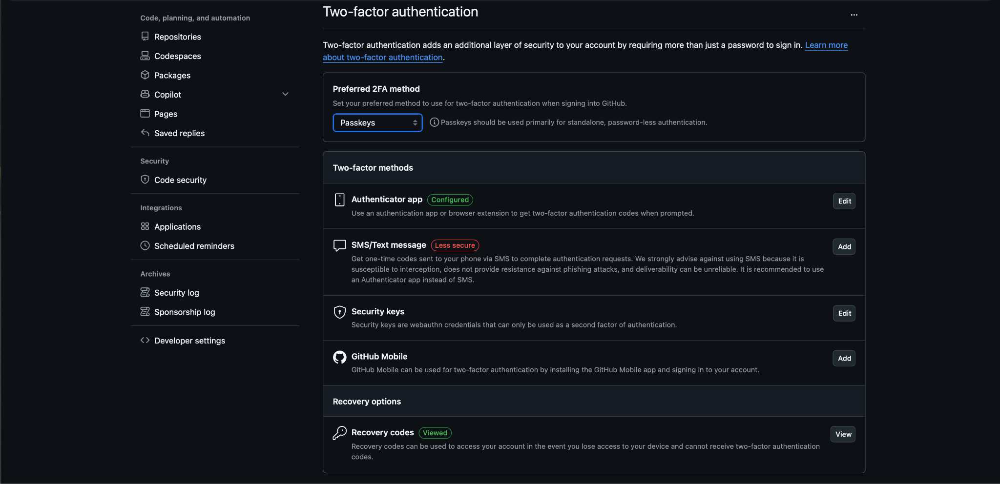 Code, planning, and automation
Repositories
Codespaces
Packages
Copilot
Pages
Saved replies
Security
Code security
Integrations
Applications
Scheduled reminders
Archives
Security log
Sponsorship log
Developer settings
Two-factor authentication
Two-factor authentication adds an additional layer of security to your account by requiring more than just a password to sign in. Learn more
about two-factor authentication.
Preferred 2FA method
Set your preferred method to use for two-factor authentication when signing into GitHub.
Passkeys
Passkeys should be used primarily for standalone, password-less authentication.
Two-factor methods
Authenticator app Configured
Edit
Use an authentication app or browser extension to get two-factor authentication codes when prompted.
SMS/Text message Less secure
Add
Get one-time codes sent to your phone via SMS to complete authentication requests. We strongly advise against using SMS because it is
susceptible to interception, does not provide resistance against phishing attacks, and deliverability can be unreliable. It is recommended to use
an Authenticator app instead of SMS.
Security keys
Edit
Security keys are webauthn credentials that can only be used as a second factor of authentication.
GitHub Mobile
Add
GitHub Mobile can be used for two-factor authentication by installing the GitHub Mobile app and signing in to your account.
Recovery options
Recovery codes Viewed
View
Recovery codes can be used to access your account in the event you lose access to your device and cannot receive two-factor authentication
codes.